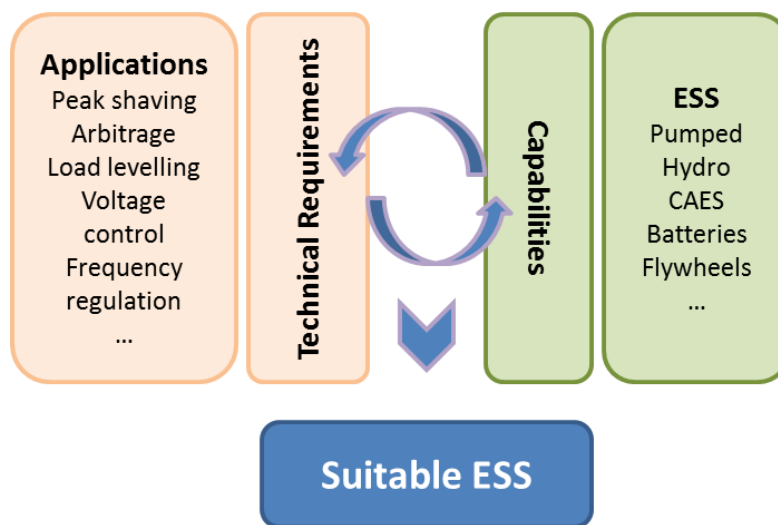 Applications
Peak shaving
Arbitrage
Load levelling
Voltage
control
Frequency
regulation
...
Technical Requirements
Capabilities
ESS
Pumped
Hydro
CAES
Batteries
Flywheels
...
Suitable ESS